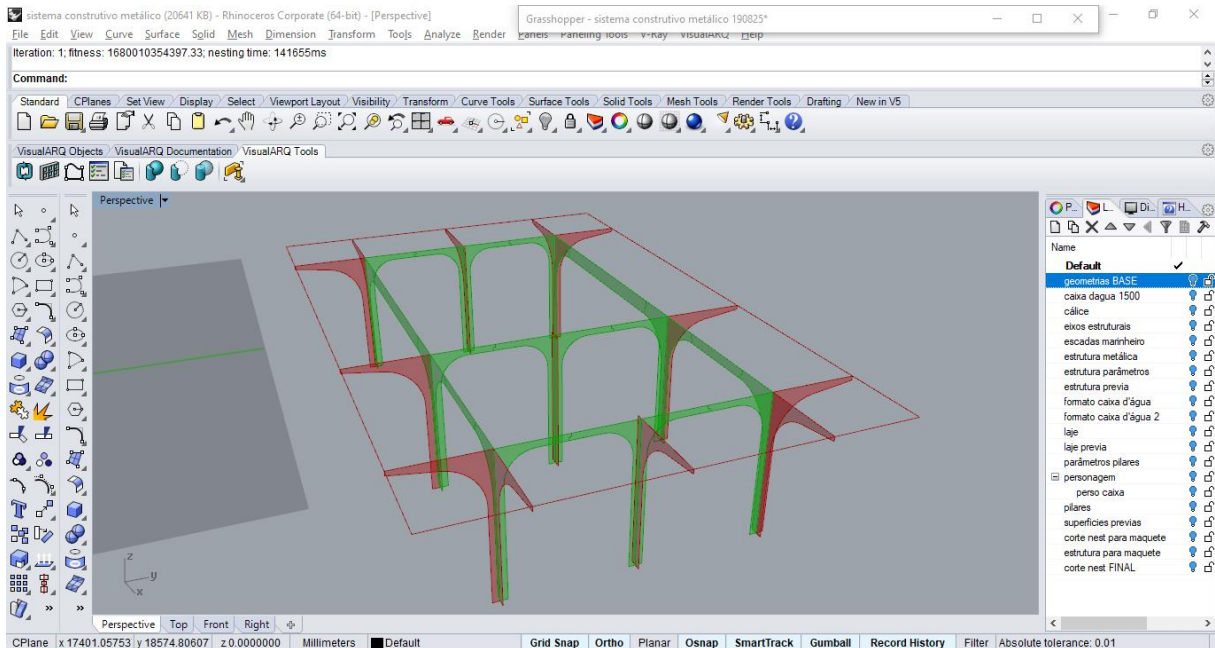 sistema construtivo metálico (20641 KB) - Rhinoceros Corporate (64-bit) - [Perspective]
Grasshopper - sistema construtivo metálico 190825*
File Edit View Curve Surface Solid Mesh Dimension Transform Tools Analyze Render Panels Paneling Tools V-Ray VisualARQ Help
Iteration: 1; fitness: 1680010354397.33; nesting time: 141655ms
Command:
Standard CPlanes Set View Display Select Viewport Layout Visibility Transform Curve Tools Surface Tools Solid Tools Mesh Tools Render Tools Drafting New in V5
VisualARQ Objects VisualARQ Documentation VisualARQ Tools
Perspective
P... L... Di... H...
Name
Default
geometrias BASE
caixa dagua 1500
cálice
eixos estruturais
escadas marinheiro
estrutura metálica
estrutura parâmetros
estrutura previa
formato caixa d'água
formato caixa d'água 2
laje
laje previa
parâmetros pilares
personagem
perso caixa
pilares
superficies previas
corte nest para maquete
estrutura para maquete
corte nest FINAL
z
y
x
Perspective Top Front Right
CPlane x 17401.05753 y 18574.80607 z 0.0000000 Millimeters Default Grid Snap Ortho Planar Osnap SmartTrack Gumball Record History Filter Absolute tolerance: 0.01